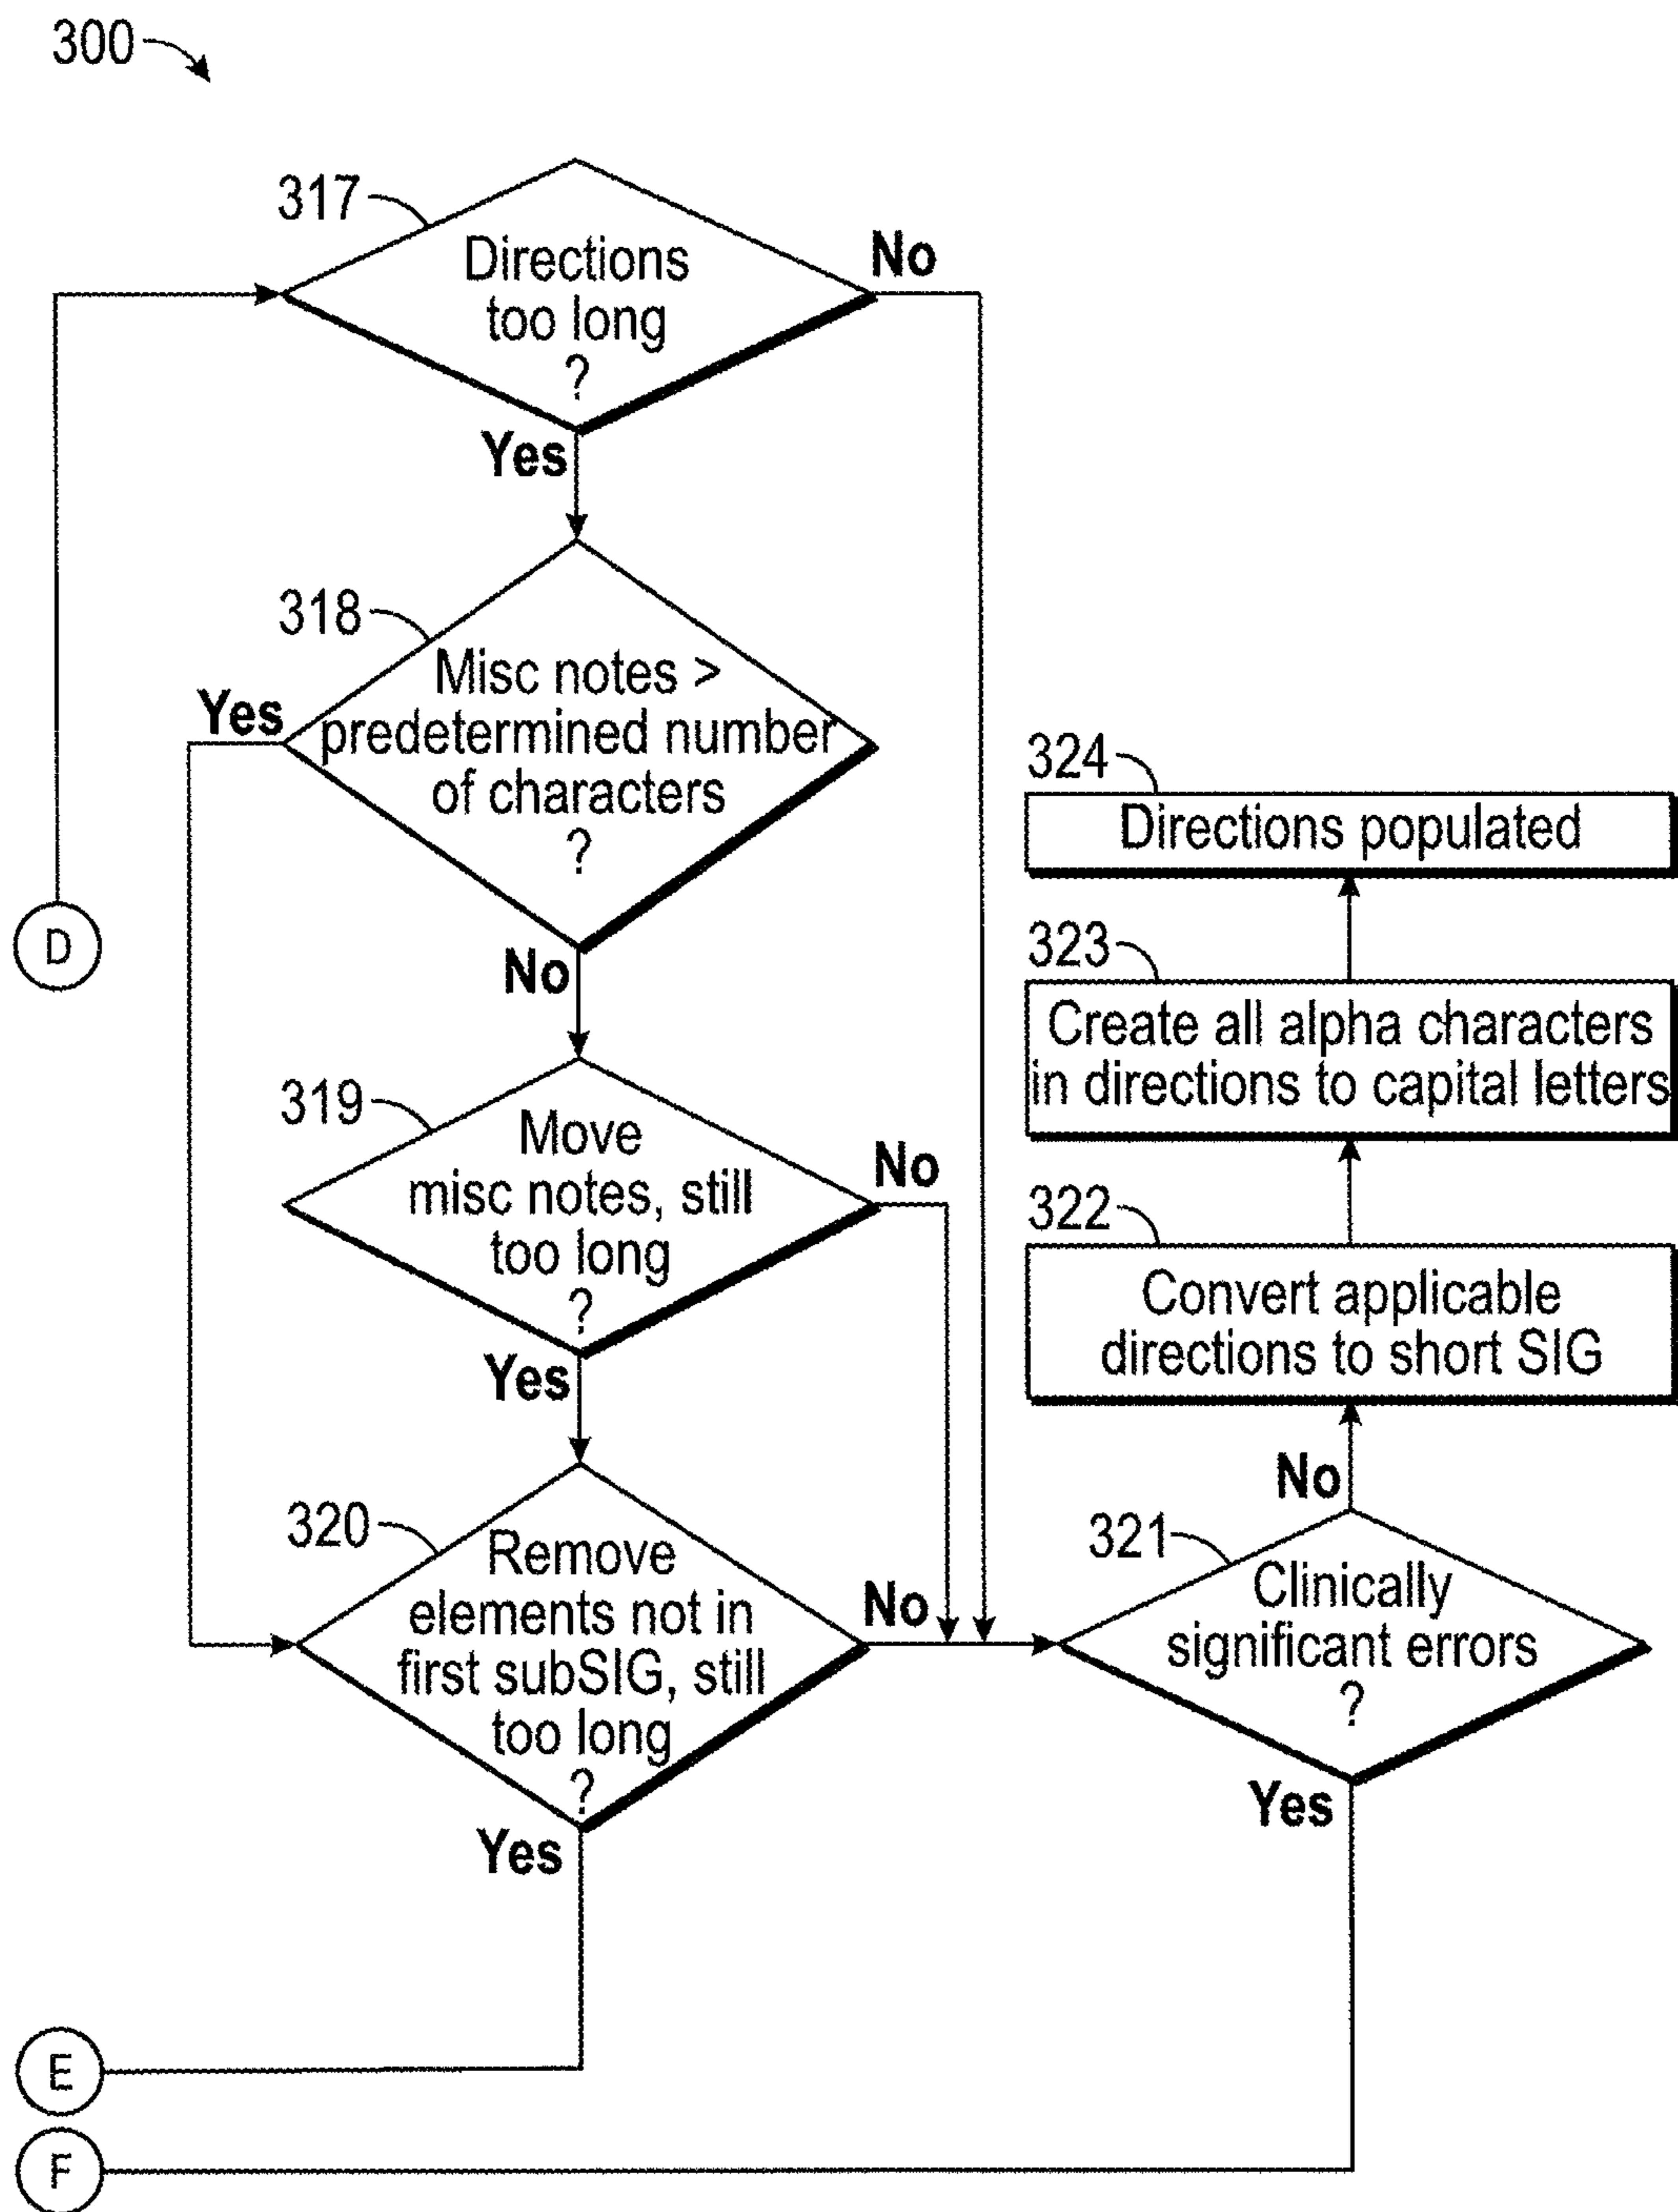 300
317
Directions
too long
?
No
Yes
318
Misc notes >
predetermined number
of characters
?
Yes
No
D
319
Move
misc notes, still
too long
?
No
Yes
320
Remove
elements not in
first subSIG, still
too long
?
No
Yes
324
Directions populated
323
Create all alpha characters
in directions to capital letters
322
Convert applicable
directions to short SIG
No
321
Clinically
significant errors
?
Yes
E
F